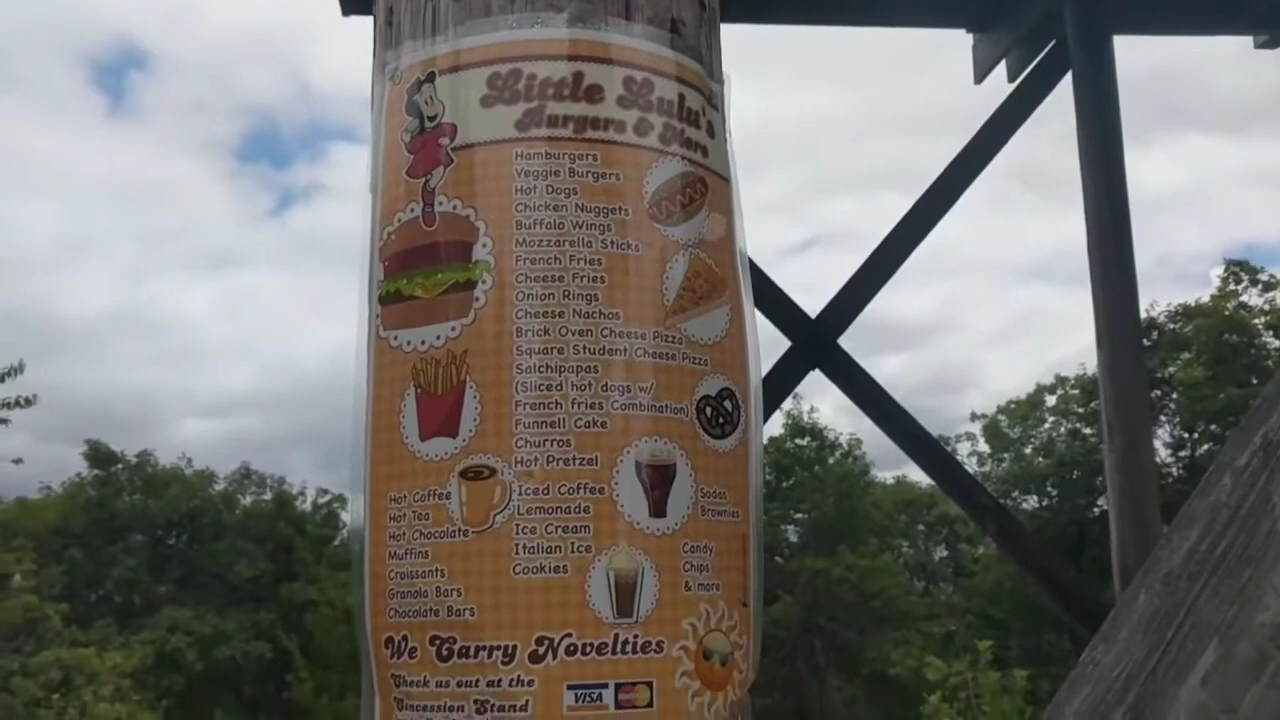 Little Lulu's
Burgers & More
Hamburgers
Veggie Burgers
Hot Dogs
Chicken Nuggets
Buffalo Wings
Mozzarella Sticks
French Fries
Cheese Fries
Onion Rings
Cheese Nachos
Brick Oven Cheese Pizza
Square Student Cheese Pizza
Salchipapas
(Sliced hot dogs w/
French fries Combination)
Funnell Cake
Churros
Hot Pretzel
Hot Coffee
Hot Tea
Hot Chocolate
Muffins
Croissants
Granola Bars
Chocolate Bars
Iced Coffee
Lemonade
Ice Cream
Italian Ice
Cookies
Sodas
Brownies
Candy
Chips
& more
We Carry Novelties
Check us out at the
Concession Stand
VISA